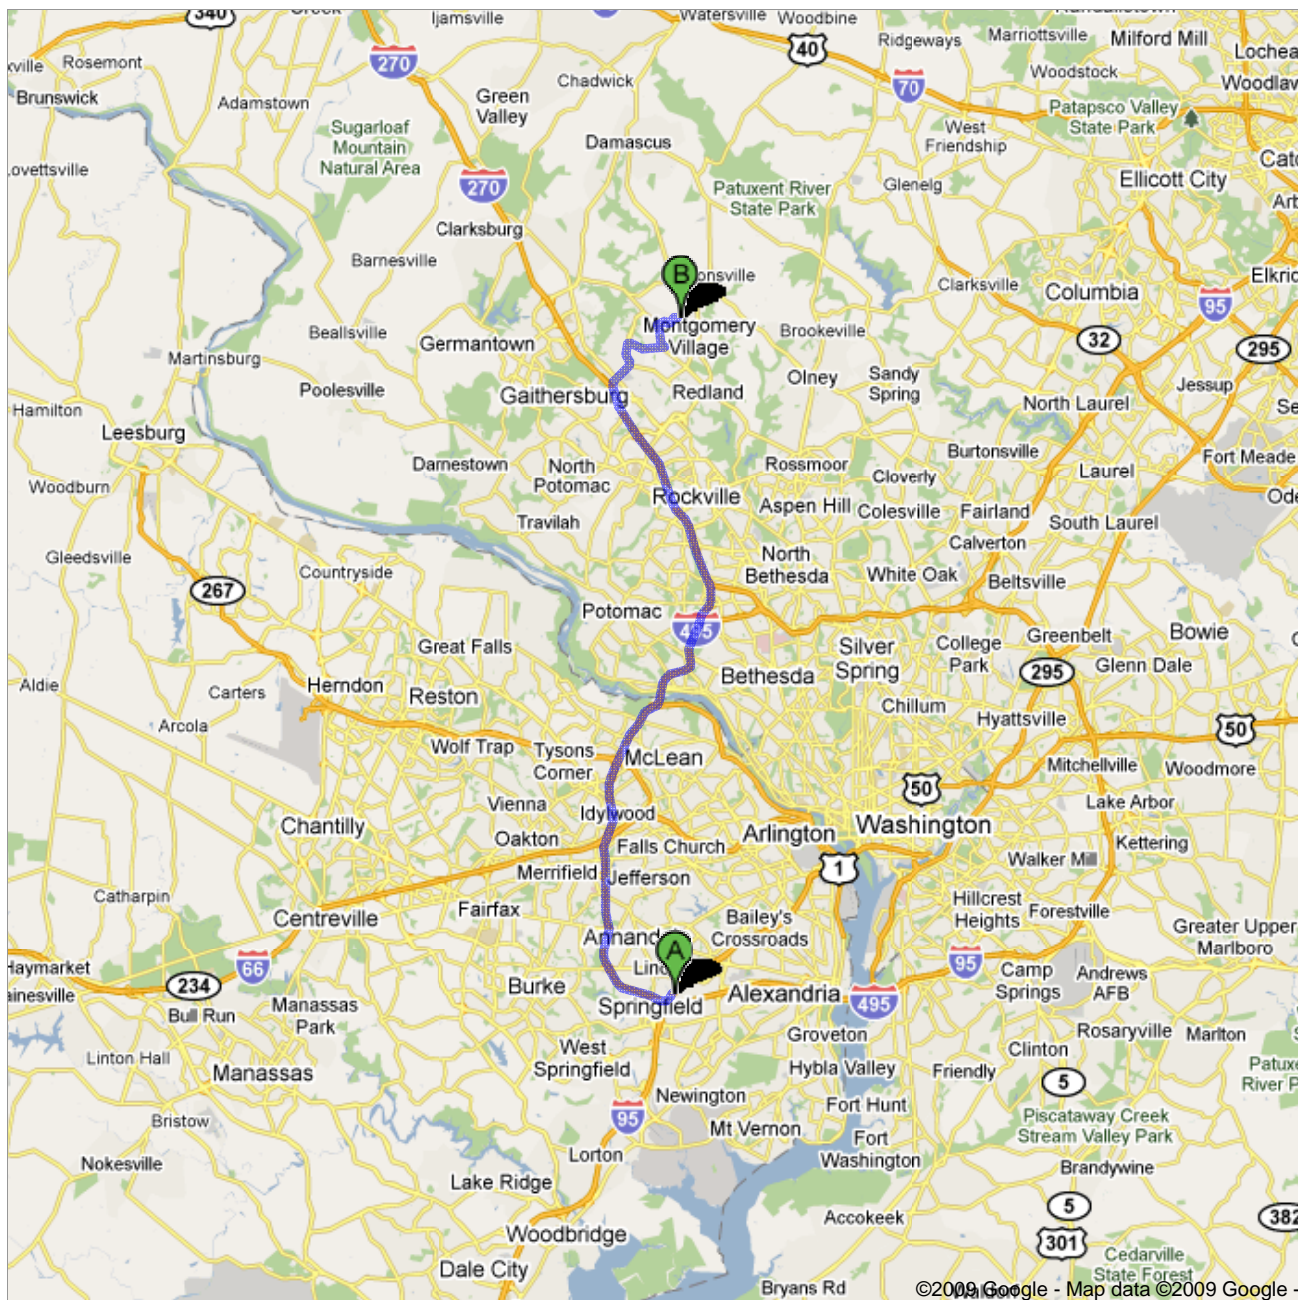 340
Ijamsville
Watersville
Woodbine
40
Ridgeways
Marriottsville
Milford Mill
Rosemont
270
Woodstock
Brunswick
Adamstown
Chadwick
70
Green
Valley
Patapsco Valley
State Park
Sugarloaf
Mountain
Natural Area
Damascus
West
Friendship
270
Patuxent River
State Park
Glenelg
Ellicott City
Clarksburg
Barnesville
B
Clarksville
Columbia
95
Beallsville
Germantown
Montgomery
Village
Brookeville
32
295
Martinsburg
Poolesville
Gaithersburg
Redland
Olney
Sandy
Spring
Jessup
Hamilton
North Laurel
Leesburg
Darnestown
North
Potomac
Rossmoor
Burtonsville
Fort Meade
Woodburn
Rockville
Aspen Hill
Cloverly
Laurel
Travilah
Colesville
Fairland
South Laurel
Gleedsville
Countryside
North
Bethesda
Calverton
White Oak
Beltsville
267
Potomac
495
Great Falls
Silver
Spring
College
Park
Greenbelt
Bowie
295
Glenn Dale
Aldie
Carters
Herndon
Reston
Bethesda
Chillum
Arcola
Hyattsville
50
Wolf Trap
Tysons
Corner
McLean
Mitchellville
Woodmore
50
Vienna
Idylwood
Lake Arbor
Chantilly
Oakton
Falls Church
Arlington
Washington
Kettering
Merrifield
Jefferson
1
Walker Mill
Catharpin
Centreville
Fairfax
Bailey's
Crossroads
Hillcrest
Heights
Forestville
Greater Upper
Marlboro
A
Haymarket
66
95
234
Burke
Camp
Springs
Andrews
AFB
Bull Run
Manassas
Park
Springfield
Alexandria
495
Groveton
Rosaryville
Marlton
Linton Hall
Manassas
West
Springfield
Hybla Valley
Friendly
Clinton
5
Newington
Bristow
95
Mt Vernon
Fort Hunt
Piscataway Creek
Stream Valley Park
Nokesville
Lorton
Fort
Washington
Brandywine
Lake Ridge
5
Woodbridge
Accokeek
301
382
Dale City
Cedarville
State Forest
Bryans Rd
©2009 Google - Map data ©2009 Google -